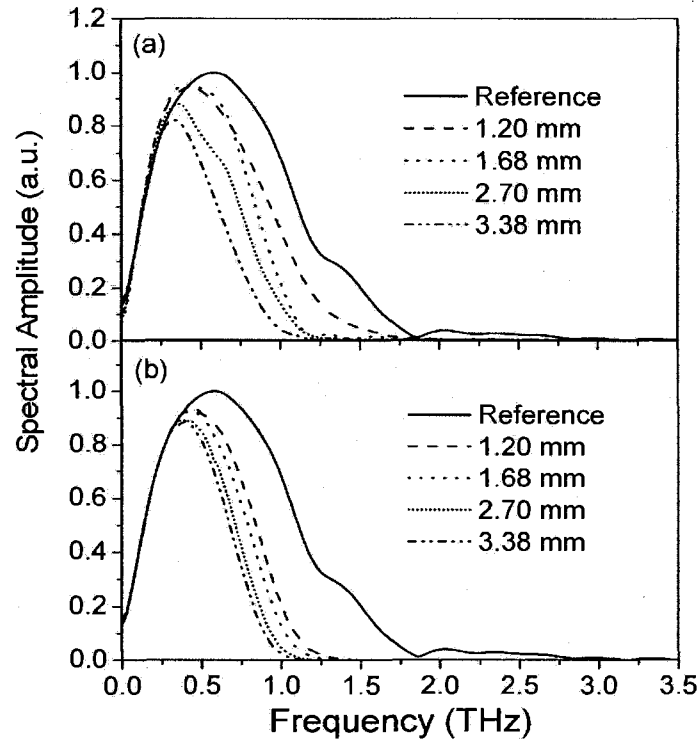 Spectral Amplitude (a.u.)
1.2
1.0
0.8
0.6
0.4
0.2
0.0
(a)
Reference
1.20 mm
1.68 mm
2.70 mm
3.38 mm
1.0
0.8
0.6
0.4
0.2
0.0
(b)
Reference
1.20 mm
1.68 mm
2.70 mm
3.38 mm
0.0 0.5 1.0 1.5 2.0 2.5 3.0 3.5
Frequency (THz)